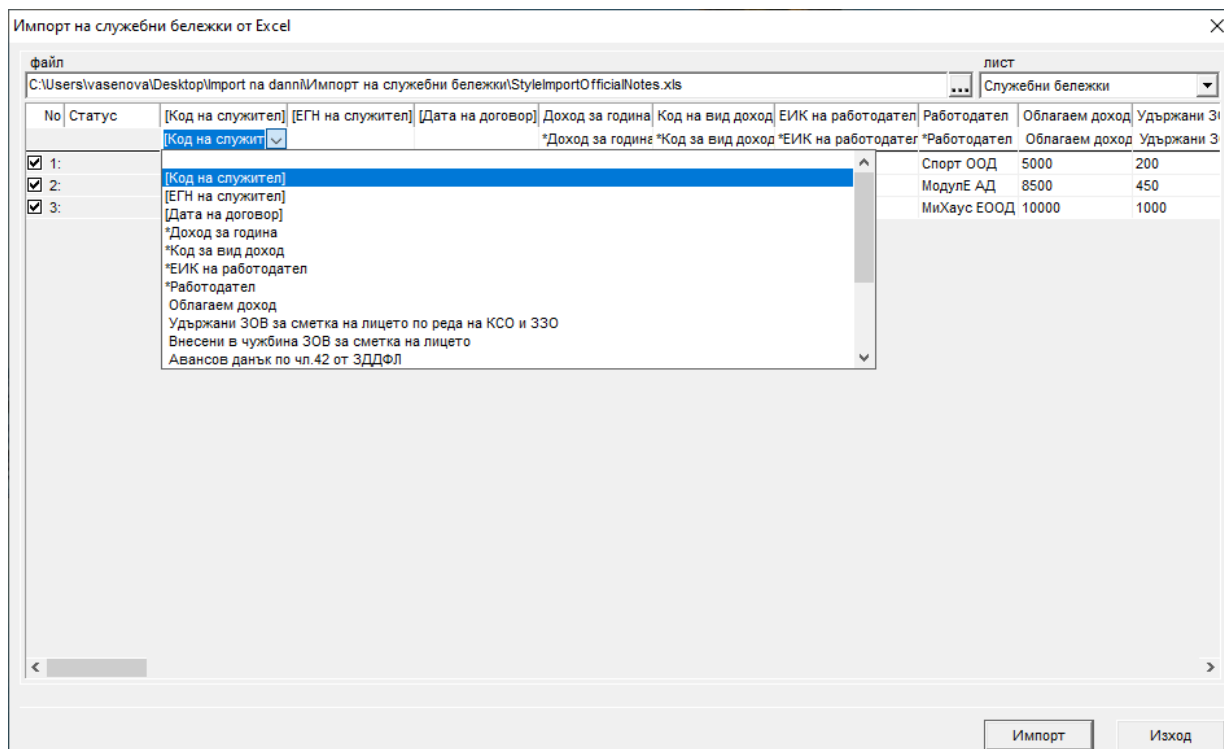 Импорт на служебни бележки от Excel
файл лист
C:\Users\vasenova\Desktop\Import na danni\Импорт на служебни бележки\StyleImportOfficialNotes.xls ... Служебни бележки
No Статус [Код на служител] [ЕГН на служител] [Дата на договор] Доход за година Код на вид доход ЕИК на работодател Работодател Облагаем доход Удържани ЗО
[Код на служит *Доход за година *Код за вид доход *ЕИК на работодател *Работодател Облагаем доход Удържани З
1: Спорт ООД 5000 200
2: МодулЕ АД 8500 450
3: МиХаус ЕООД 10000 1000
[Код на служител]
[ЕГН на служител]
[Дата на договор]
*Доход за година
*Код за вид доход
*ЕИК на работодател
*Работодател
Облагаем доход
Удържани ЗОВ за сметка на лицето по реда на КСО и ЗЗО
Внесени в чужбина ЗОВ за сметка на лицето
Авансов данък по чл.42 от ЗДДФЛ
Импорт Изход